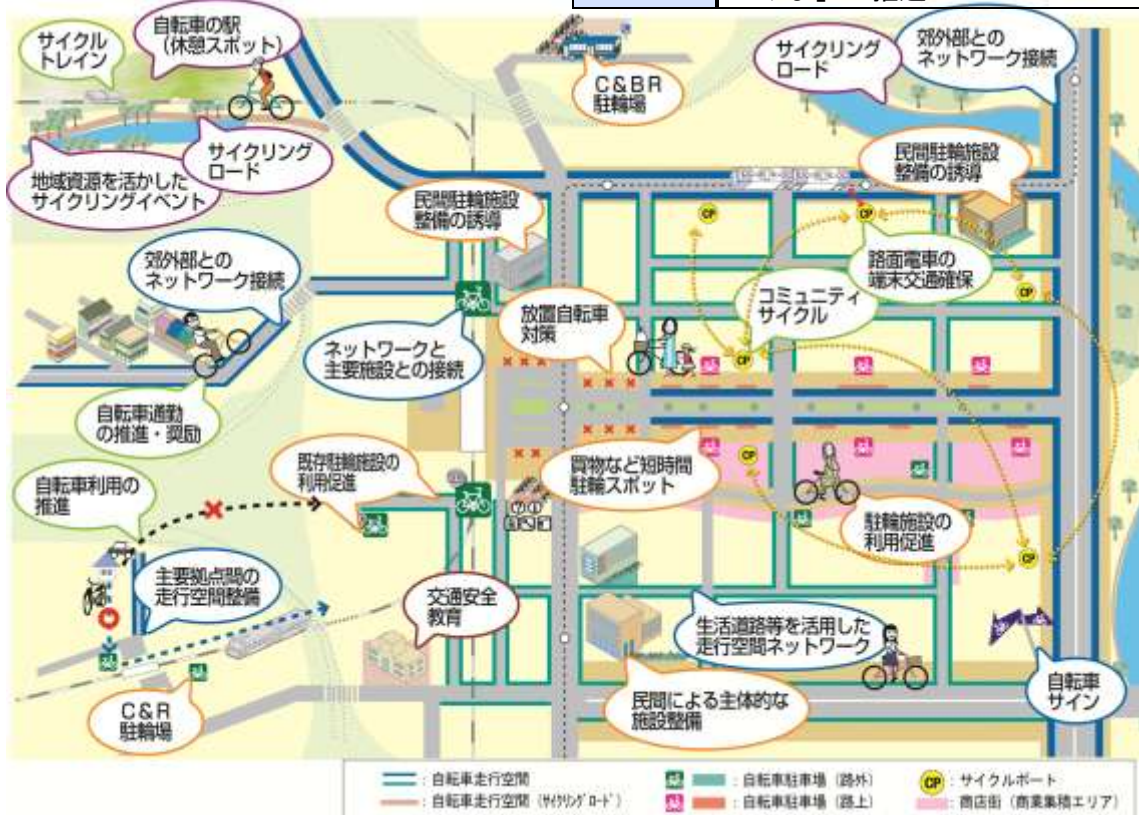 サイクル
トレイン
自転車の駅
（休憩スポット）
C＆BR
駐輪場
サイクリング
ロード
郊外部との
ネットワーク接続
地域資源を活かした
サイクリングイベント
サイクリング
ロード
民間駐輪施設
整備の誘導
民間駐輪施設
整備の誘導
CP
CP
路面電車の
端末交通確保
郊外部との
ネットワーク接続
CP
コミュニティ
サイクル
放置自転車
対策
CP
ネットワークと
主要施設との接続
自転車通勤
の推進・奨励
既存駐輪施設の
利用促進
買物など短時間
駐輪スポット
CP
自転車利用の
推進
駐輪施設の
利用促進
CP
主要拠点間の
走行空間整備
交通安全
教育
生活道路等を活用した
走行空間ネットワーク
自転車
サイン
C＆R
駐輪場
民間による主体的な
施設整備
：自転車走行空間
：自転車駐車場（路外）
CP：サイクルポート
：自転車走行空間（ｻｲｸﾘﾝｸﾞﾛｰﾄﾞ）
：自転車駐車場（路上）
：商店街（商業集積エリア）